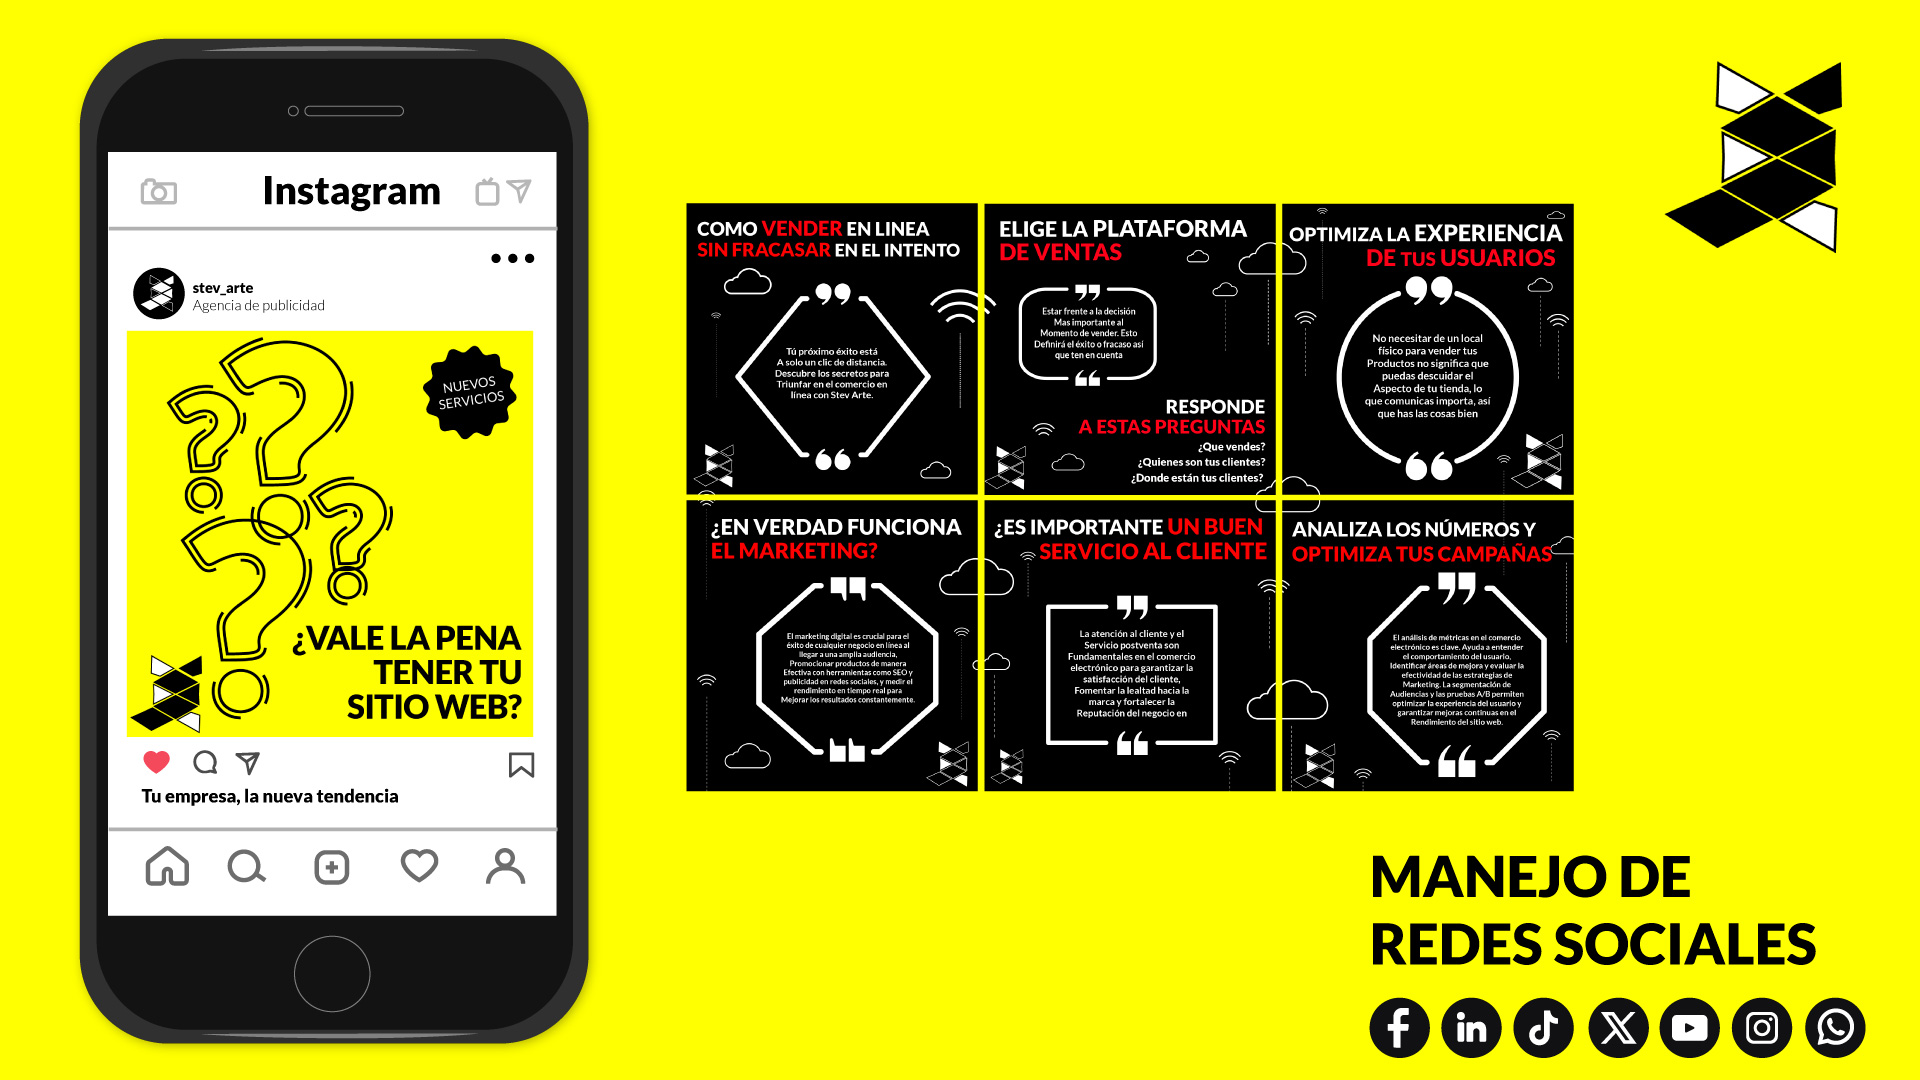 Instagram
stev_arte
Agencia de publicidad
NUEVOS
SERVICIOS
¿VALE LA PENA
TENER TU
SITIO WEB?
Tu empresa, la nueva tendencia
COMO VENDER EN LINEA
SIN FRACASAR EN EL INTENTO
Tú próximo éxito está
A solo un clic de distancia.
Descubre los secretos para
Triunfar en el comercio en
línea con Stev Arte.
ELIGE LA PLATAFORMA
DE VENTAS
Estar frente a la decisión
Mas importante al
Momento de vender. Esto
Definirá el éxito o fracaso así
que ten en cuenta
RESPONDE
A ESTAS PREGUNTAS
¿Que vendes?
¿Quienes son tus clientes?
¿Donde están tus clientes?
OPTIMIZA LA EXPERIENCIA
DE TUS USUARIOS
No necesitar de un local
físico para vender tus
Productos no significa que
puedas descuidar el
Aspecto de tu tienda, lo
que comunicas importa, así
que has las cosas bien
¿EN VERDAD FUNCIONA
EL MARKETING?
El marketing digital es crucial para el
éxito de cualquier negocio en línea al
llegar a una amplia audiencia,
Promocionar productos de manera
Efectiva con herramientas como SEO y
publicidad en redes sociales, y medir el
rendimiento en tiempo real para
Mejorar los resultados constantemente.
¿ES IMPORTANTE UN BUEN
SERVICIO AL CLIENTE
La atención al cliente y el
Servicio postventa son
Fundamentales en el comercio
electrónico para garantizar la
satisfacción del cliente,
Fomentar la lealtad hacia la
marca y fortalecer la
Reputación del negocio en
ANALIZA LOS NÚMEROS Y
OPTIMIZA TUS CAMPAÑAS
El análisis de métricas en el comercio
electrónico es clave. Ayuda a entender
el comportamiento del usuario,
Identificar áreas de mejora y evaluar la
efectividad de las estrategias de
Marketing. La segmentación de
Audiencias y las pruebas A/B permiten
optimizar la experiencia del usuario y
garantizar mejoras continuas en el
Rendimiento del sitio web.
MANEJO DE
REDES SOCIALES